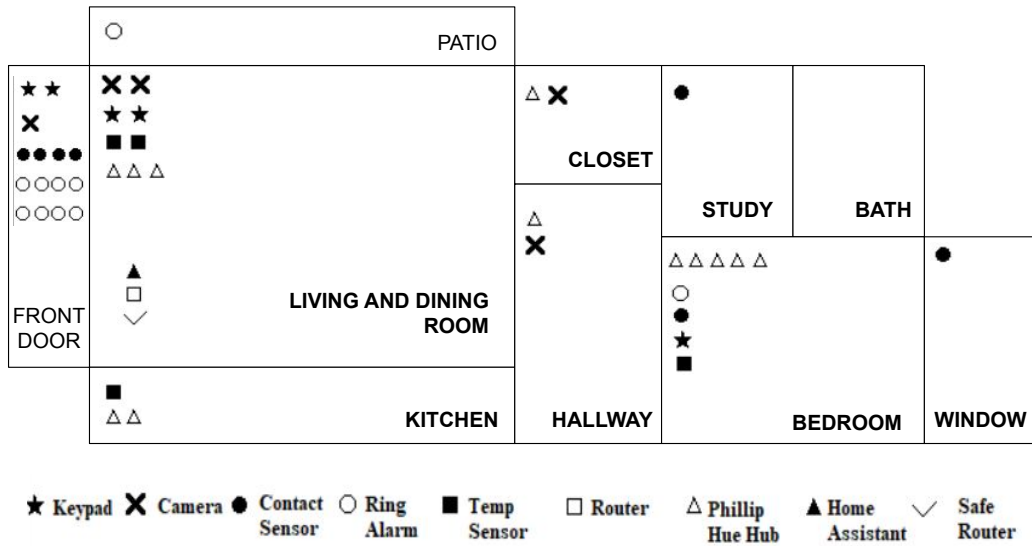 PATIO
CLOSET
STUDY
BATH
LIVING AND DINING
ROOM
FRONT
DOOR
KITCHEN
HALLWAY
BEDROOM
WINDOW
Keypad
Camera
Contact
Sensor
Ring
Alarm
Temp
Sensor
Router
Phillip
Hue Hub
Home
Assistant
Safe
Router